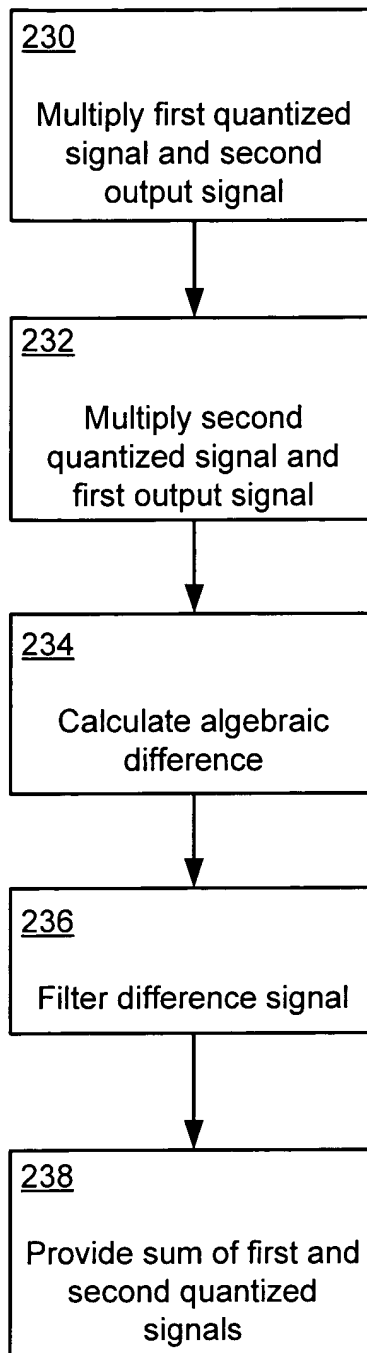 230
Multiply first quantized
signal and second
output signal
232
Multiply second
quantized signal and
first output signal
234
Calculate algebraic
difference
236
Filter difference signal
238
Provide sum of first and
second quantized
signals